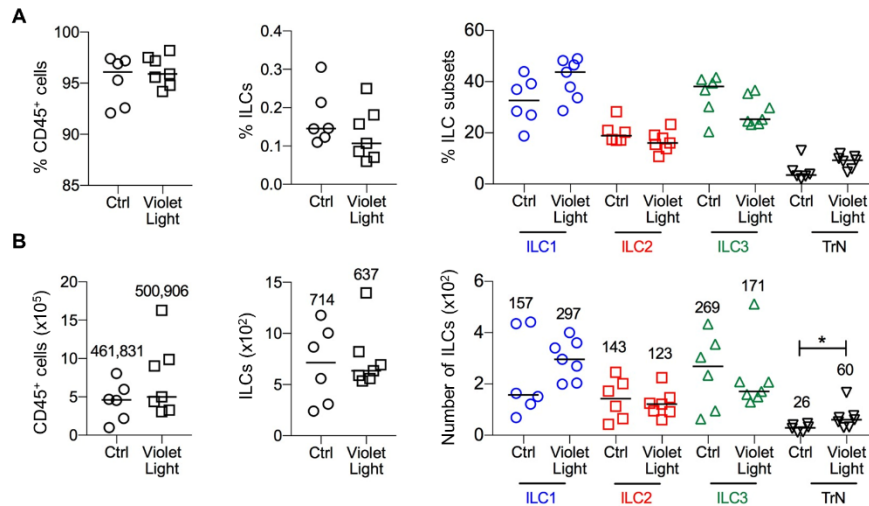 A
% CD45+ cells
100
95
90
85
Ctrl
Violet
Light
% ILCs
0.4
0.3
0.2
0.1
0.0
Ctrl
Violet
Light
% ILC subsets
60
40
20
0
Ctrl Violet Light Ctrl Violet Light Ctrl Violet Light Ctrl Violet Light
ILC1 ILC2 ILC3 TrN
B
CD45+ cells (x10⁵)
20
15
10
5
0
461,831
500,906
Ctrl
Violet
Light
ILCs (x10²)
15
10
5
0
714
637
Ctrl
Violet
Light
Number of ILCs (x10²)
6
4
2
0
157 297 143 123 269 171 26 60
*
Ctrl Violet Light Ctrl Violet Light Ctrl Violet Light Ctrl Violet Light
ILC1 ILC2 ILC3 TrN